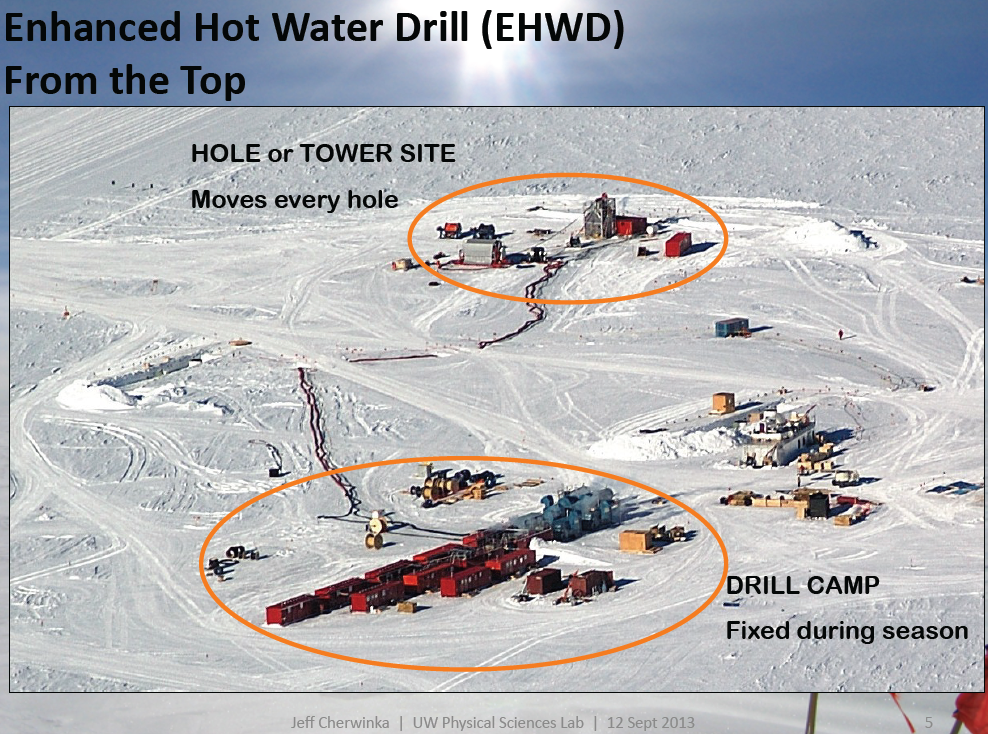 Enhanced Hot Water Drill (EHWD)
From the Top
HOLE or TOWER SITE
Moves every hole
DRILL CAMP
Fixed during season
Jeff Cherwinka | UW Physical Sciences Lab | 12 Sept 2013
5